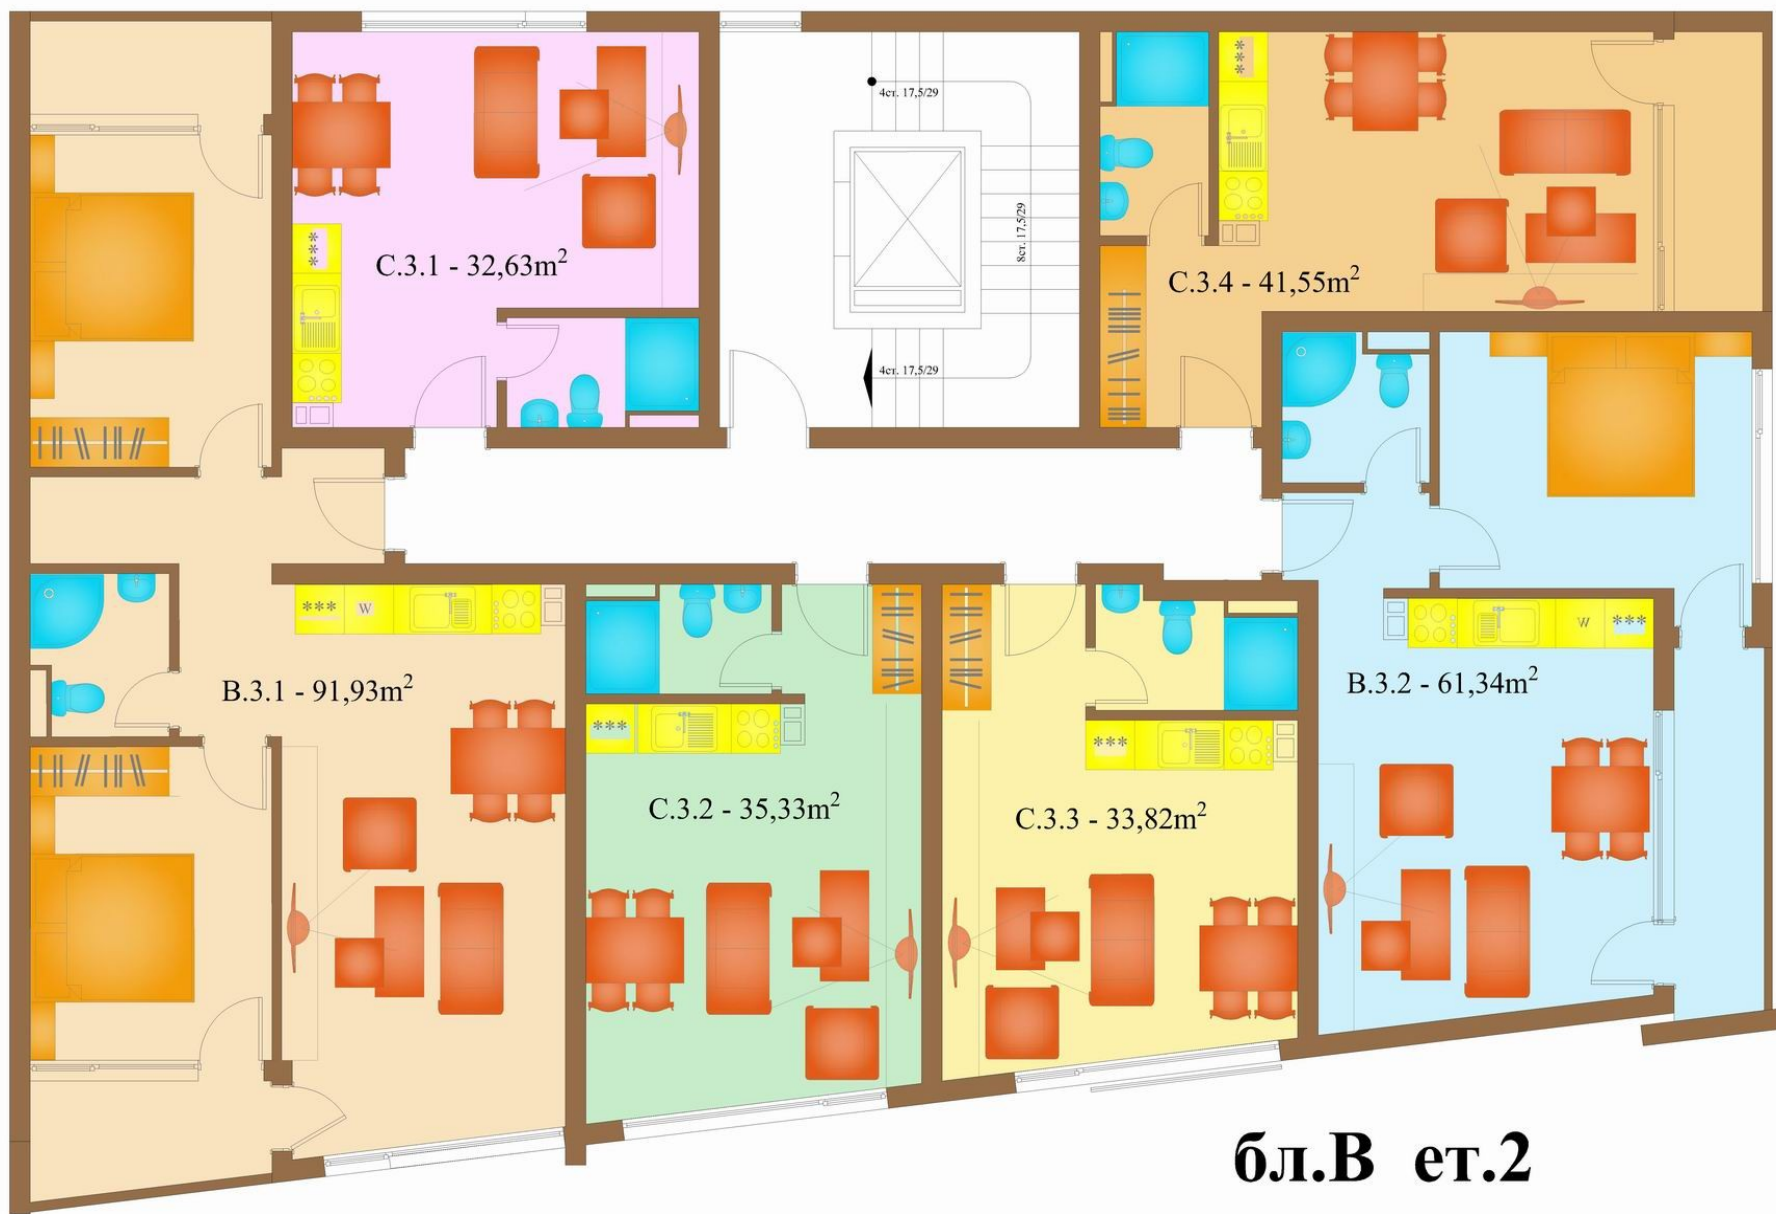 4ст. 17,5/29
8ст. 17,5/29
4ст. 17,5/29
***
С.3.1 - 32,63m²
***
С.3.4 - 41,55m²
*** W
В.3.1 - 91,93m²
***
С.3.2 - 35,33m²
***
С.3.3 - 33,82m²
W ***
В.3.2 - 61,34m²
бл.В ет.2